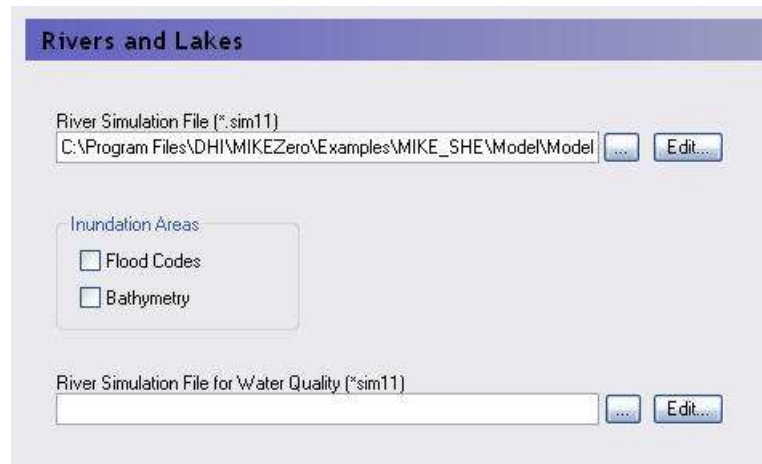 Rivers and Lakes
River Simulation File (*.sim11)
C:\Program Files\DHI\MIKEZero\Examples\MIKE_SHE\Model\Model
...
Edit...
Inundation Areas
Flood Codes
Bathymetry
River Simulation File for Water Quality (*sim11)
...
Edit...